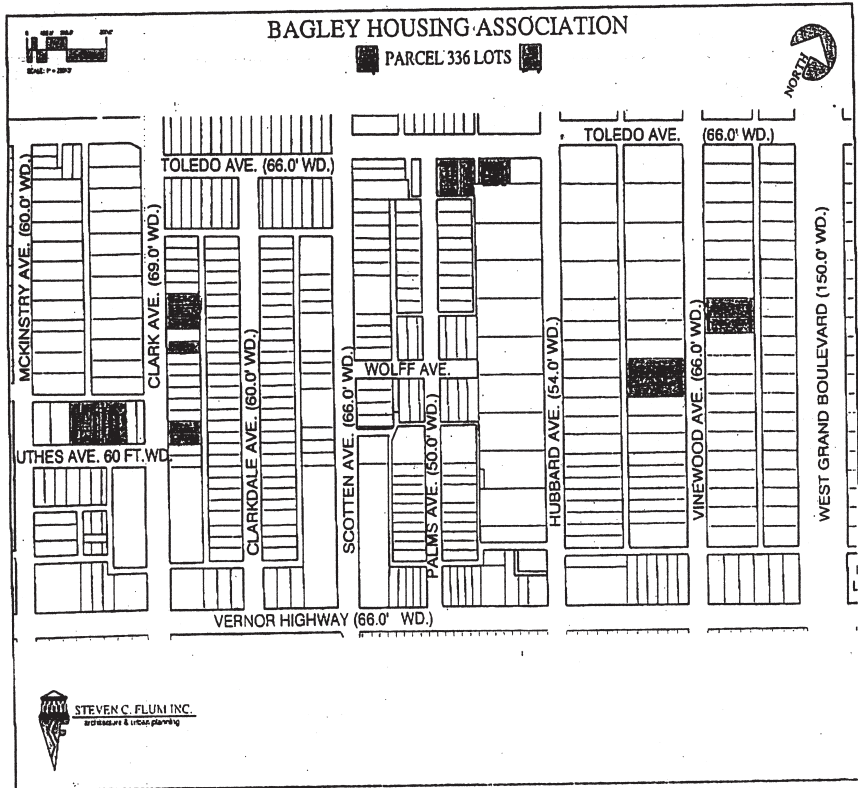 BAGLEY HOUSING ASSOCIATION
PARCEL 336 LOTS
NORTH
TOLEDO AVE. (66.0' WD.)
TOLEDO AVE. (66.0' WD.)
MCKINSTRY AVE. (60.0' WD.)
CLARK AVE. (69.0' WD.)
CLARKDALE AVE. (60.0' WD.)
SCOTTEN AVE. (66.0' WD.)
WOLFF AVE.
PALMS AVE. (50.0' WD.)
HUBBARD AVE. (54.0' WD.)
VINEWOOD AVE. (66.0' WD.)
WEST GRAND BOULEVARD (150.0' WD.)
UTHES AVE. 60 FT. WD.
VERNOR HIGHWAY (66.0' WD.)
STEVEN C. FLUM INC.
architecture & urban planning